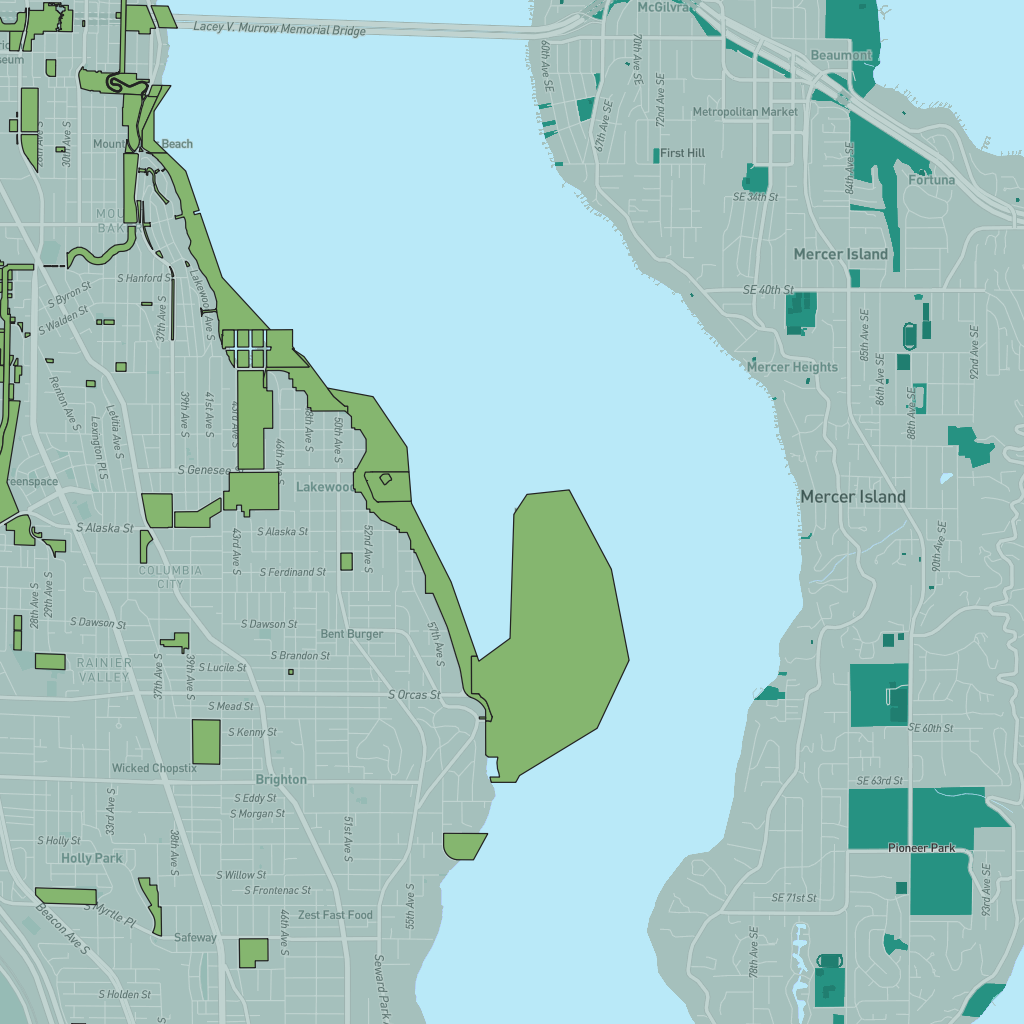 McGilvra
Lacey V. Murrow Memorial Bridge
60th Ave SE
70th Ave SE
Beaumont
seum
72nd Ave SE
67th Ave SE
Metropolitan Market
28th Ave S
30th Ave S
Mount
Beach
First Hill
84th Ave SE
Fortuna
SE 34th St
MOU
BAKER
Mercer Island
S Hanford St
Lakewood Ave S
S Byron St
SE 40th St
S Walden St
37th Ave S
85th Ave SE
92nd Ave SE
Mercer Heights
86th Ave SE
Renton Ave S
Letitia Ave S
Lexington Pl S
39th Ave S
41st Ave S
43rd Ave S
46th Ave S
48th Ave S
50th Ave S
88th Ave SE
S Genesee St
Greenspace
Lakewood
Mercer Island
S Alaska St
S Alaska St
43rd Ave S
52nd Ave S
90th Ave SE
COLUMBIA
CITY
S Ferdinand St
28th Ave S
29th Ave S
S Dawson St
S Dawson St
Bent Burger
57th Ave S
S Brandon St
RAINIER
VALLEY
37th Ave S
39th Ave S
S Lucile St
S Orcas St
S Mead St
S Kenny St
SE 60th St
Wicked Chopstix
Brighton
SE 63rd St
S Eddy St
S Morgan St
33rd Ave S
38th Ave S
51st Ave S
S Holly St
Pioneer Park
Holly Park
S Willow St
S Frontenac St
SE 71st St
93rd Ave SE
Beacon Ave S
S Myrtle Pl
Zest Fast Food
55th Ave S
46th Ave S
Safeway
78th Ave SE
Seward Park
S Holden St